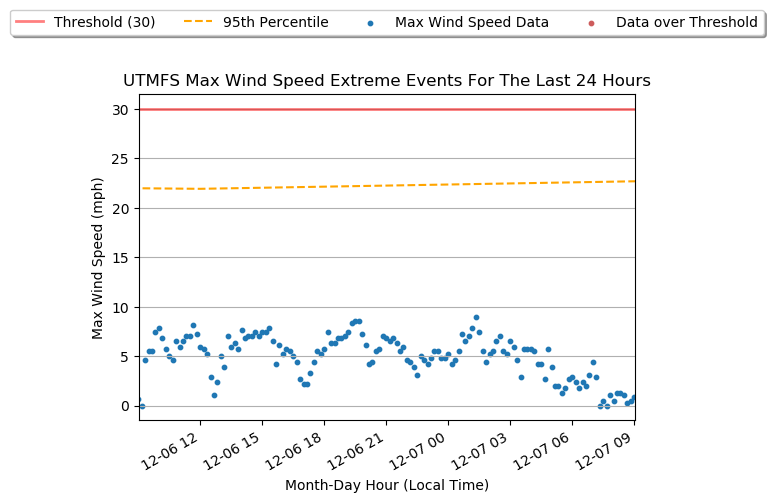 Threshold (30) 95th Percentile Max Wind Speed Data Data over Threshold
UTMFS Max Wind Speed Extreme Events For The Last 24 Hours
30
25
20
15
10
5
0
Max Wind Speed (mph)
12-06 12 12-06 15 12-06 18 12-06 21 12-07 00 12-07 03 12-07 06 12-07 09
Month-Day Hour (Local Time)